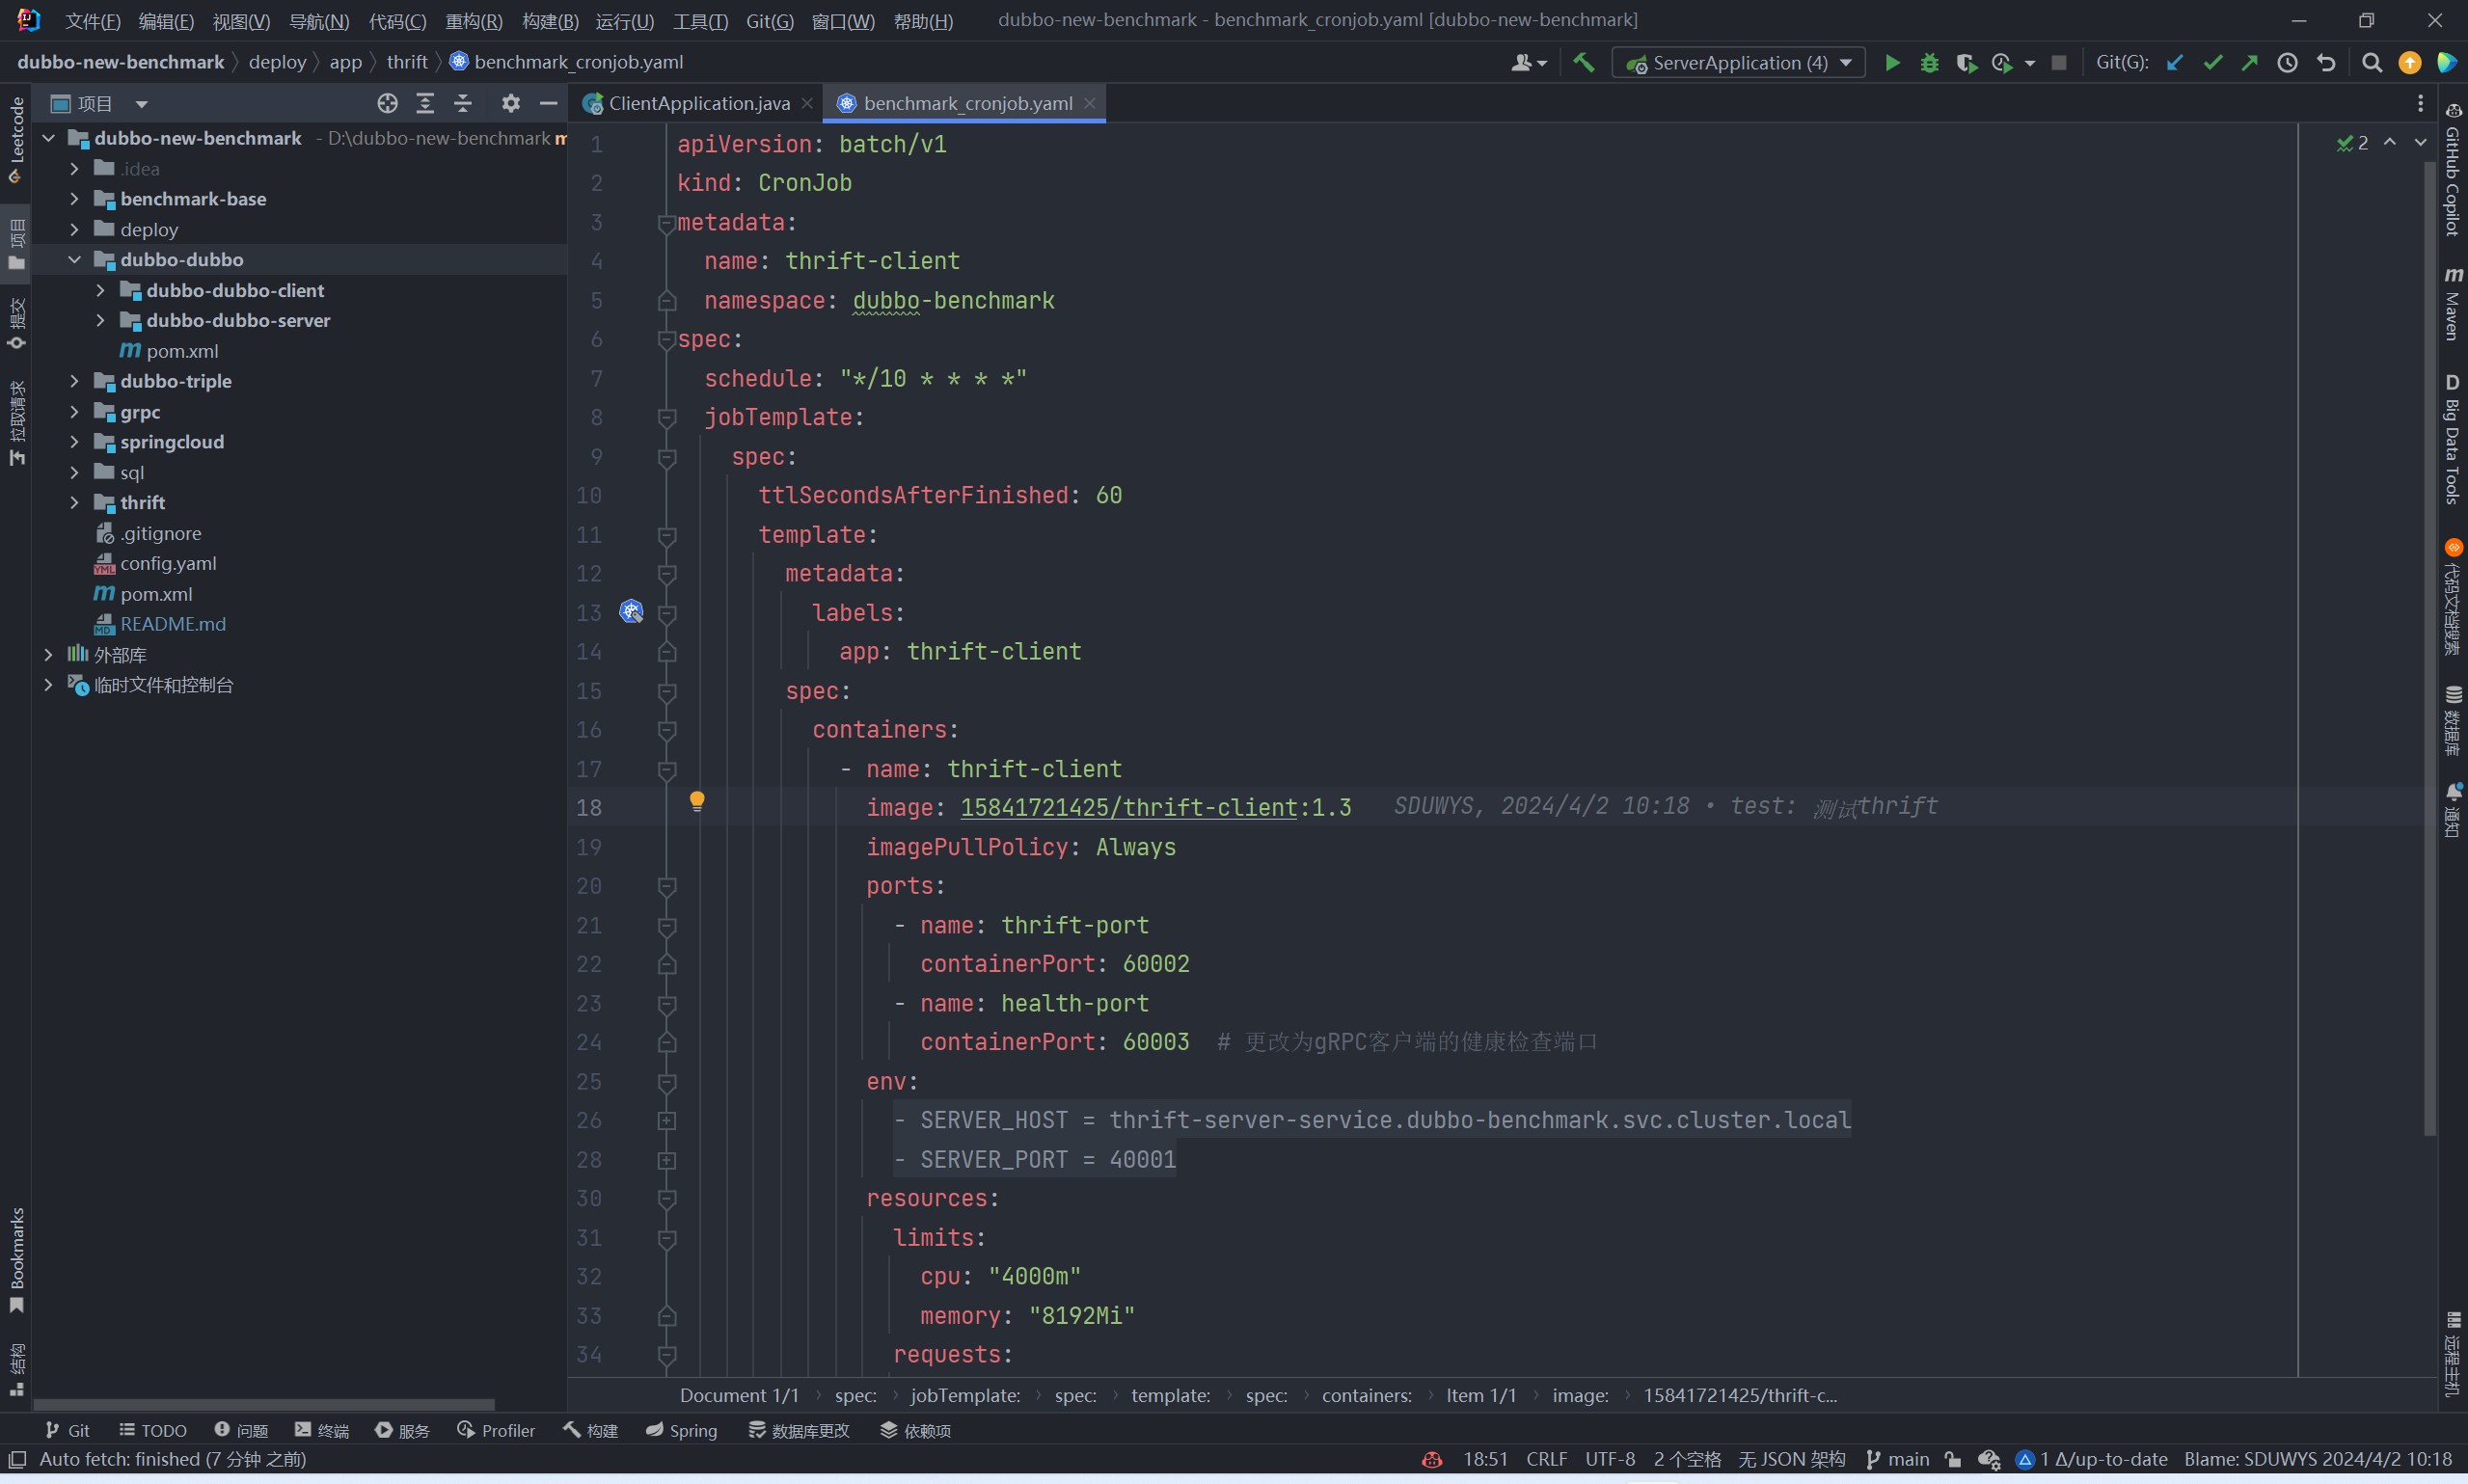 文件(F) 编辑(E) 视图(V) 导航(N) 代码(C) 重构(R) 构建(B) 运行(U) 工具(T) Git(G) 窗口(W) 帮助(H) dubbo-new-benchmark - benchmark_cronjob.yaml [dubbo-new-benchmark]
dubbo-new-benchmark deploy app thrift benchmark_cronjob.yaml ServerApplication (4) Git(G):
项目 ClientApplication.java benchmark_cronjob.yaml
Leetcode
项目
提交
拉取请求
Bookmarks
结构
dubbo-new-benchmark - D:\dubbo-new-benchmark m
.idea
benchmark-base
deploy
dubbo-dubbo
dubbo-dubbo-client
dubbo-dubbo-server
pom.xml
dubbo-triple
grpc
springcloud
sql
thrift
.gitignore
config.yaml
pom.xml
README.md
外部库
临时文件和控制台
1 apiVersion: batch/v1
2 kind: CronJob
3 metadata:
4 name: thrift-client
5 namespace: dubbo-benchmark
6 spec:
7 schedule: "*/10 * * * *"
8 jobTemplate:
9 spec:
10 ttlSecondsAfterFinished: 60
11 template:
12 metadata:
13 labels:
14 app: thrift-client
15 spec:
16 containers:
17 - name: thrift-client
18 image: 15841721425/thrift-client:1.3 SDUWYS, 2024/4/2 10:18 • test: 测试thrift
19 imagePullPolicy: Always
20 ports:
21 - name: thrift-port
22 containerPort: 60002
23 - name: health-port
24 containerPort: 60003 # 更改为gRPC客户端的健康检查端口
25 env:
26 - SERVER_HOST = thrift-server-service.dubbo-benchmark.svc.cluster.local
28 - SERVER_PORT = 40001
30 resources:
31 limits:
32 cpu: "4000m"
33 memory: "8192Mi"
34 requests:
2
GitHub Copilot
m Maven
D Big Data Tools
代码文档搜索
数据库
通知
远程主机
Document 1/1 spec: jobTemplate: spec: template: spec: containers: Item 1/1 image: 15841721425/thrift-c...
Git TODO 问题 终端 服务 Profiler 构建 Spring 数据库更改 依赖项
Auto fetch: finished (7 分钟 之前) 18:51 CRLF UTF-8 2 个空格 无 JSON 架构 main 1 Δ/up-to-date Blame: SDUWYS 2024/4/2 10:18